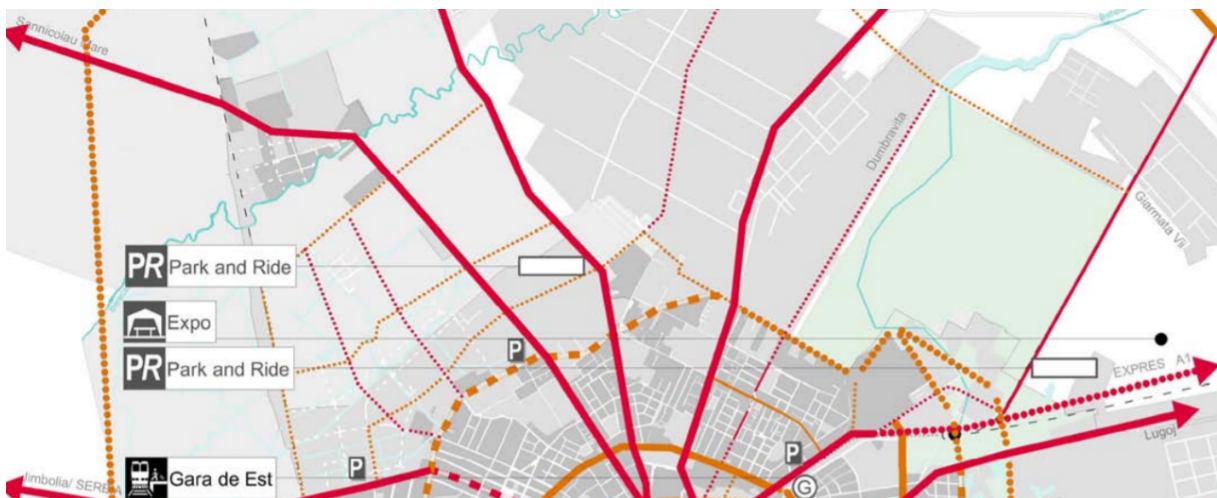 Sannicolau Mare
Dumbravita
Giarmata Vii
PR Park and Ride
Expo
PR Park and Ride
P
EXPRES A1
Lugoj
P
P
Gara de Est
Jimbolia/ SERBIA
G